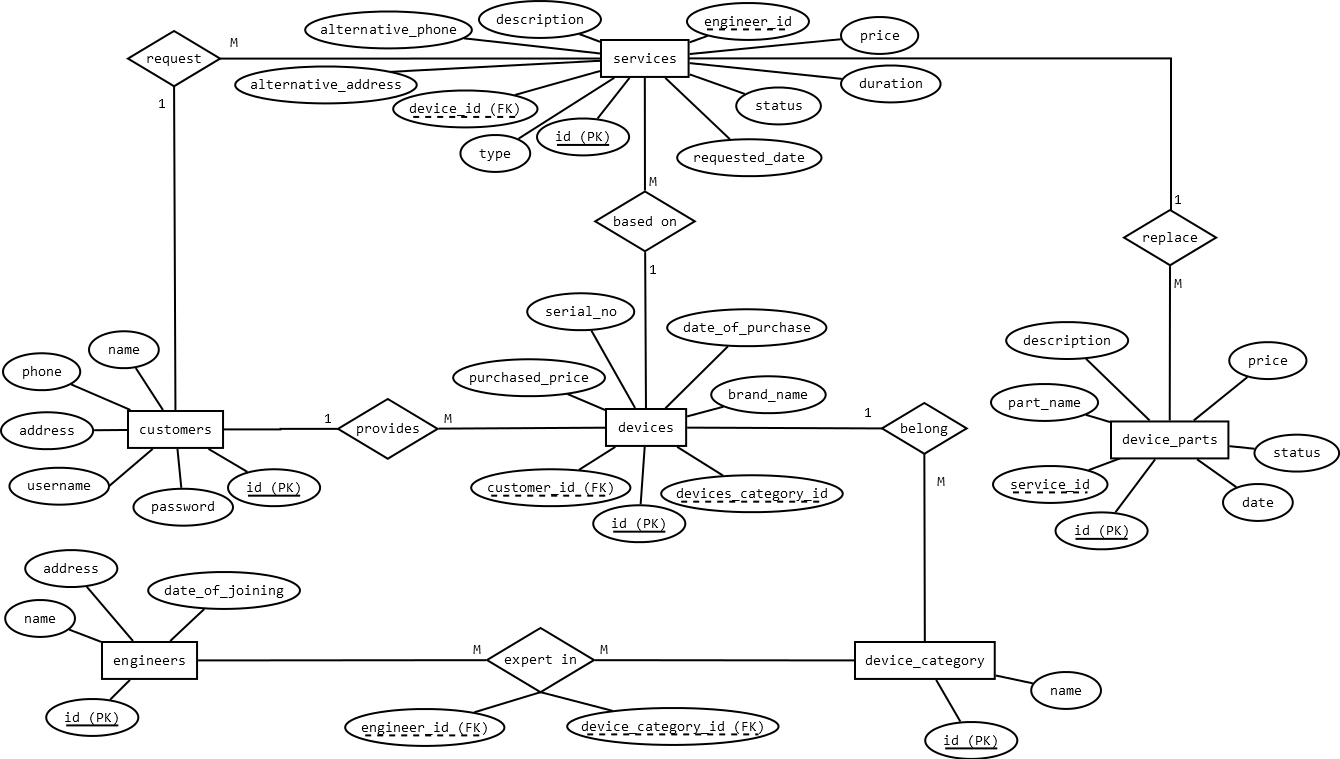 description
engineer_id
alternative_phone
price
request
M
services
alternative_address
duration
1
device_id (FK)
status
id (PK)
type
requested_date
M
1
based on
replace
1
M
serial_no
date_of_purchase
description
name
price
phone
purchased_price
brand_name
part_name
1
M
1
address
customers
provides
devices
belong
device_parts
status
username
id (PK)
customer_id (FK)
devices_category_id
M
service_id
password
id (PK)
date
id (PK)
address
date_of_joining
name
M
M
engineers
expert in
device_category
name
id (PK)
engineer_id (FK)
device_category_id (FK)
id (PK)